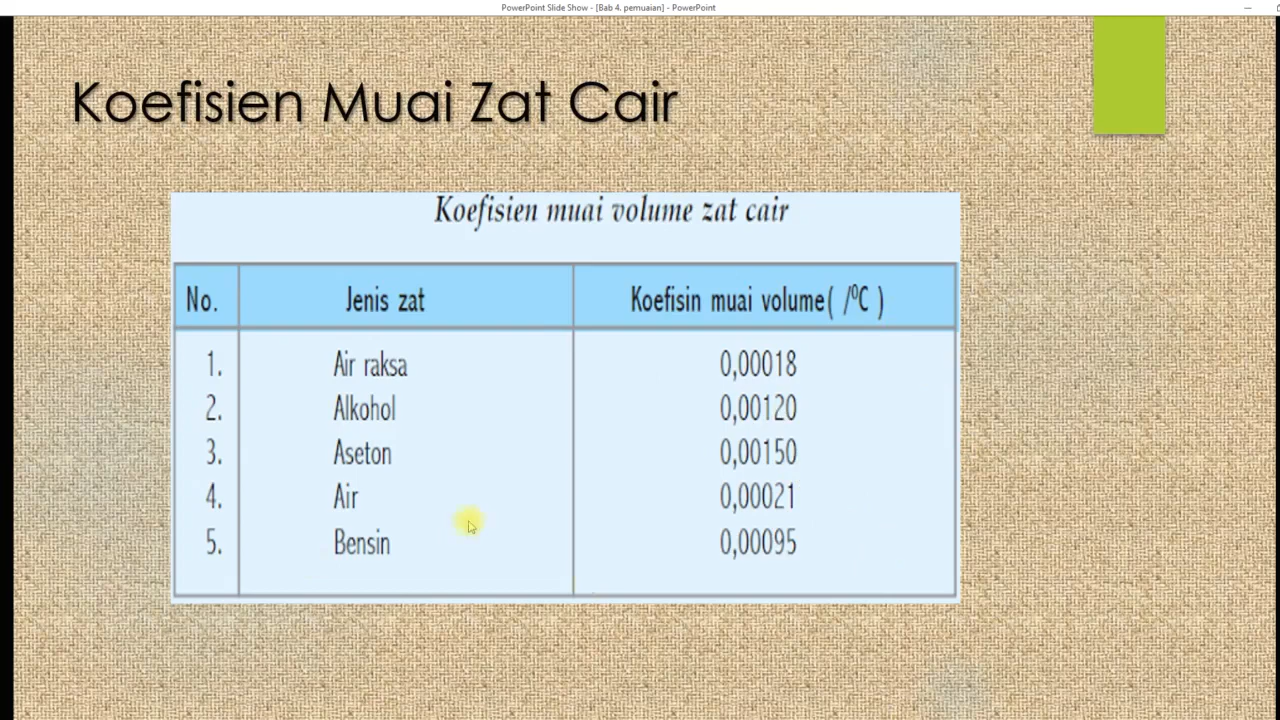 PowerPoint Slide Show - [Bab 4. pemuaian] - PowerPoint
Koefisien Muai Zat Cair
Koefisien muai volume zat cair
No. Jenis zat Koefisin muai volume( /⁰C )
1. Air raksa 0,00018
2. Alkohol 0,00120
3. Aseton 0,00150
4. Air 0,00021
5. Bensin 0,00095